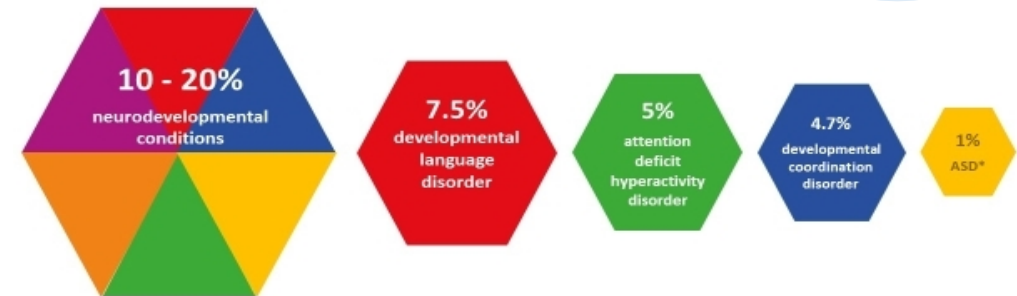 10 - 20%
neurodevelopmental
conditions
7.5%
developmental
language
disorder
5%
attention
deficit
hyperactivity
disorder
4.7%
developmental
coordination
disorder
1%
ASD*